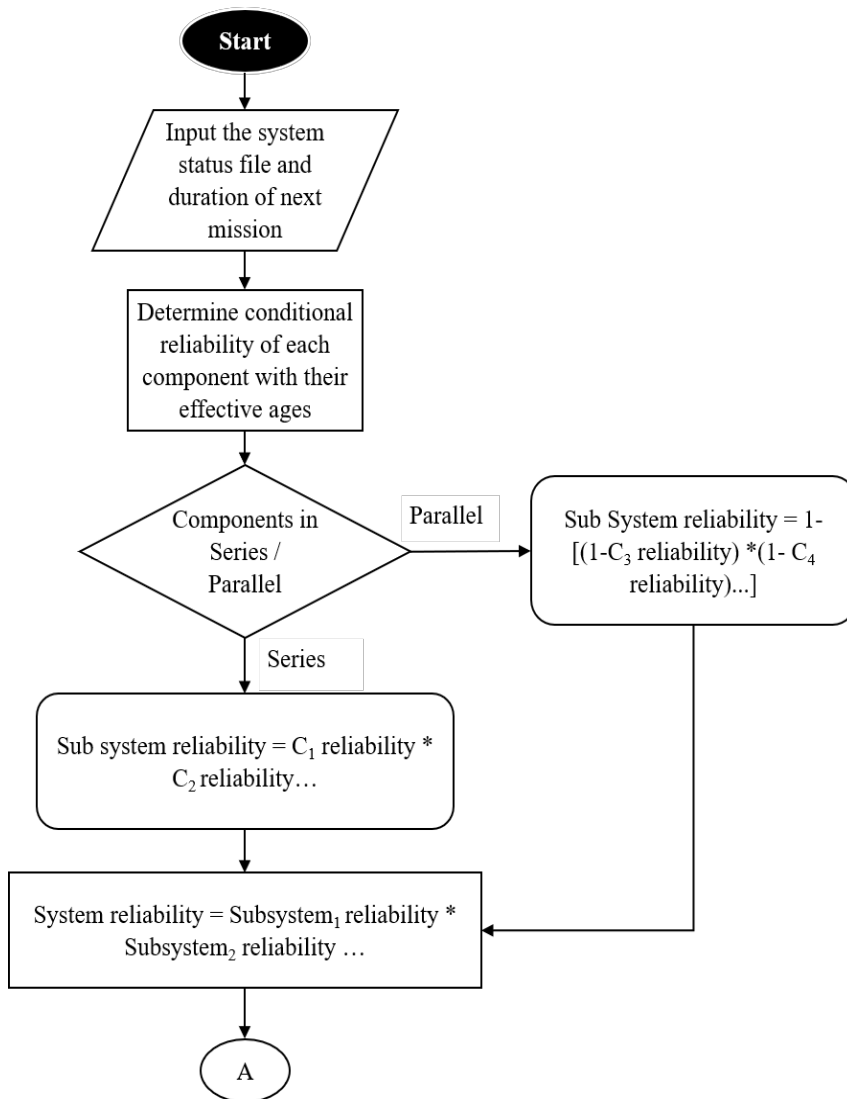 Start
Input the system
status file and
duration of next
mission
Determine conditional
reliability of each
component with their
effective ages
Components in
Series /
Parallel
Parallel
Sub System reliability = 1-
[(1-C₃ reliability) *(1- C₄
reliability)...]
Series
Sub system reliability = C₁ reliability *
C₂ reliability…
System reliability = Subsystem₁ reliability *
Subsystem₂ reliability …
A